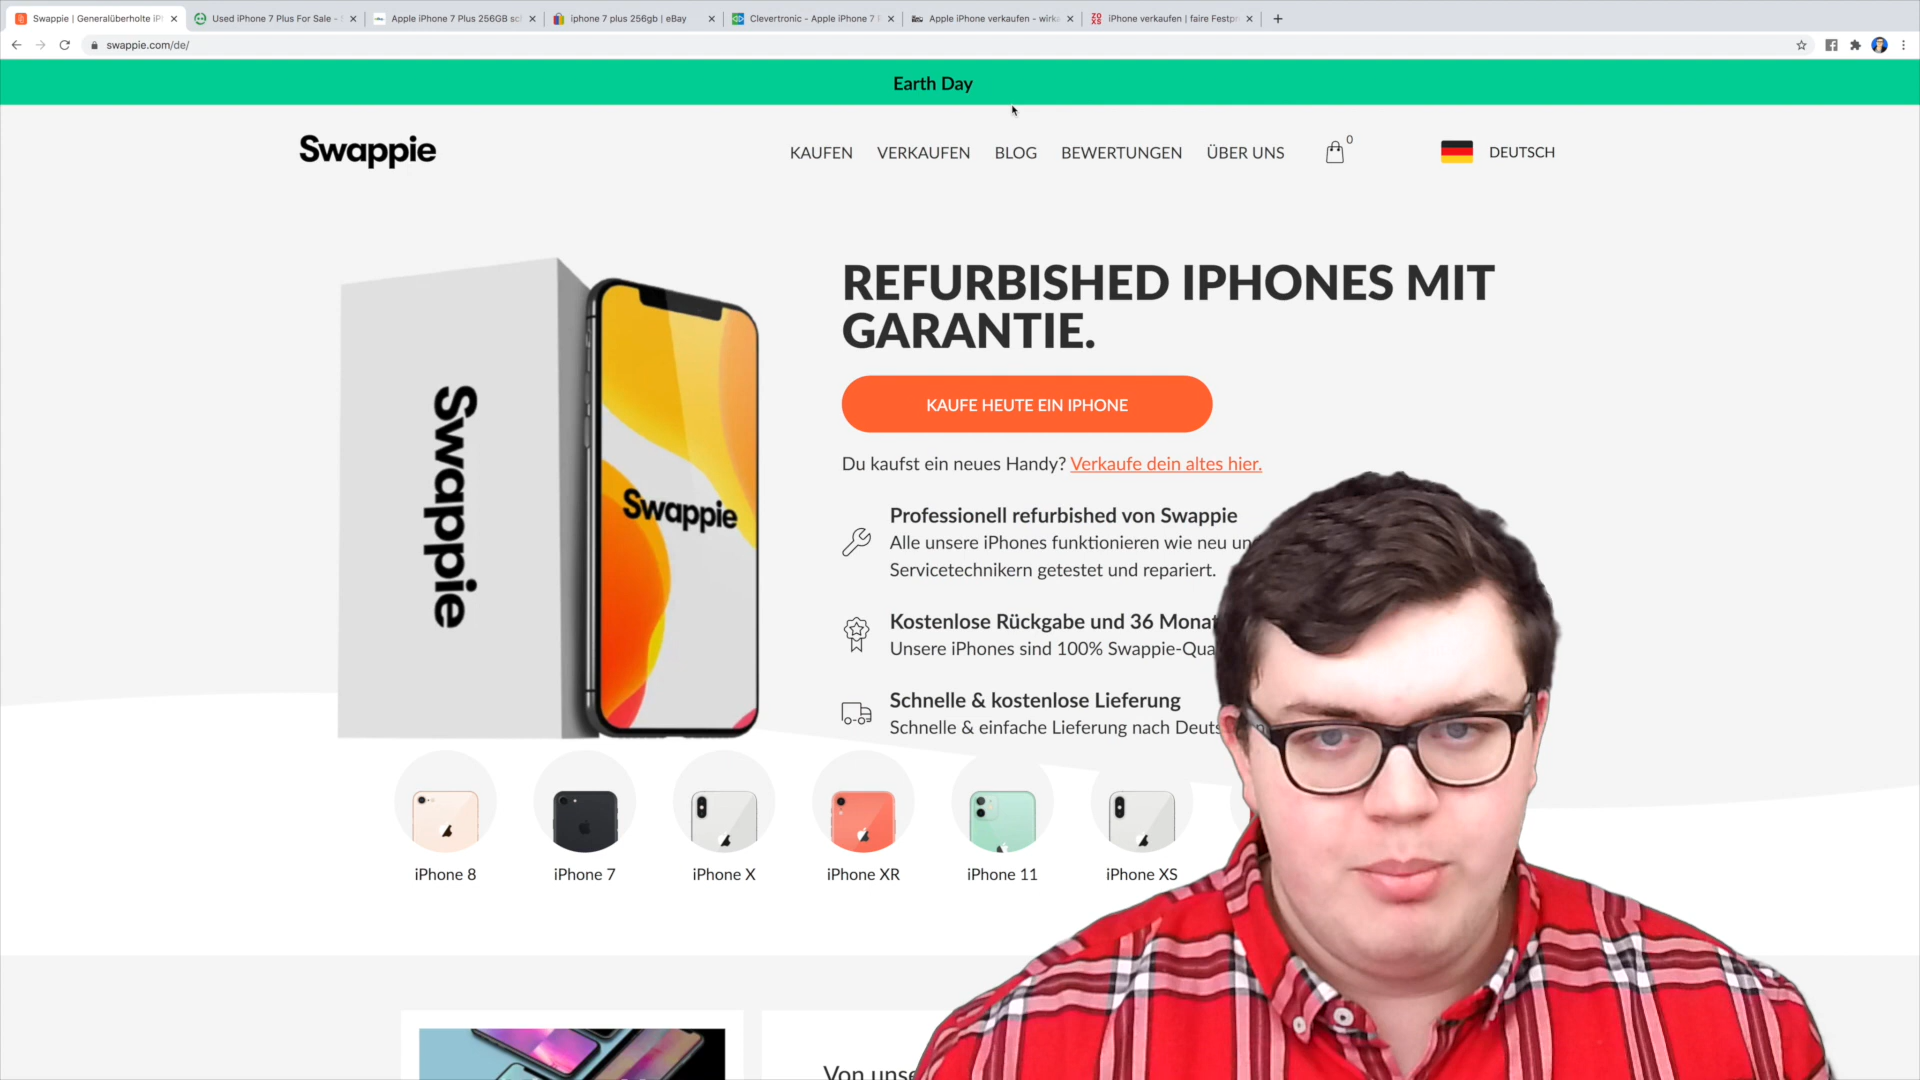 Swappie | Generalüberholte iPh
Used iPhone 7 Plus For Sale -
Apple iPhone 7 Plus 256GB sc
iphone 7 plus 256gb | eBay
Clevertronic - Apple iPhone 7
Apple iPhone verkaufen - wirk
iPhone verkaufen | faire Festpr
swappie.com/de/
Earth Day
Swappie
KAUFEN
VERKAUFEN
BLOG
BEWERTUNGEN
ÜBER UNS
0
DEUTSCH
REFURBISHED IPHONES MIT
GARANTIE.
KAUFE HEUTE EIN IPHONE
Du kaufst ein neues Handy? Verkaufe dein altes hier.
Swappie
Swappie
Professionell refurbished von Swappie
Alle unsere iPhones funktionieren wie neu un
Servicetechnikern getestet und repariert.
Kostenlose Rückgabe und 36 Monat
Unsere iPhones sind 100% Swappie-Qua
Schnelle & kostenlose Lieferung
Schnelle & einfache Lieferung nach Deuts
iPhone 8
iPhone 7
iPhone X
iPhone XR
iPhone 11
iPhone XS
Von unse